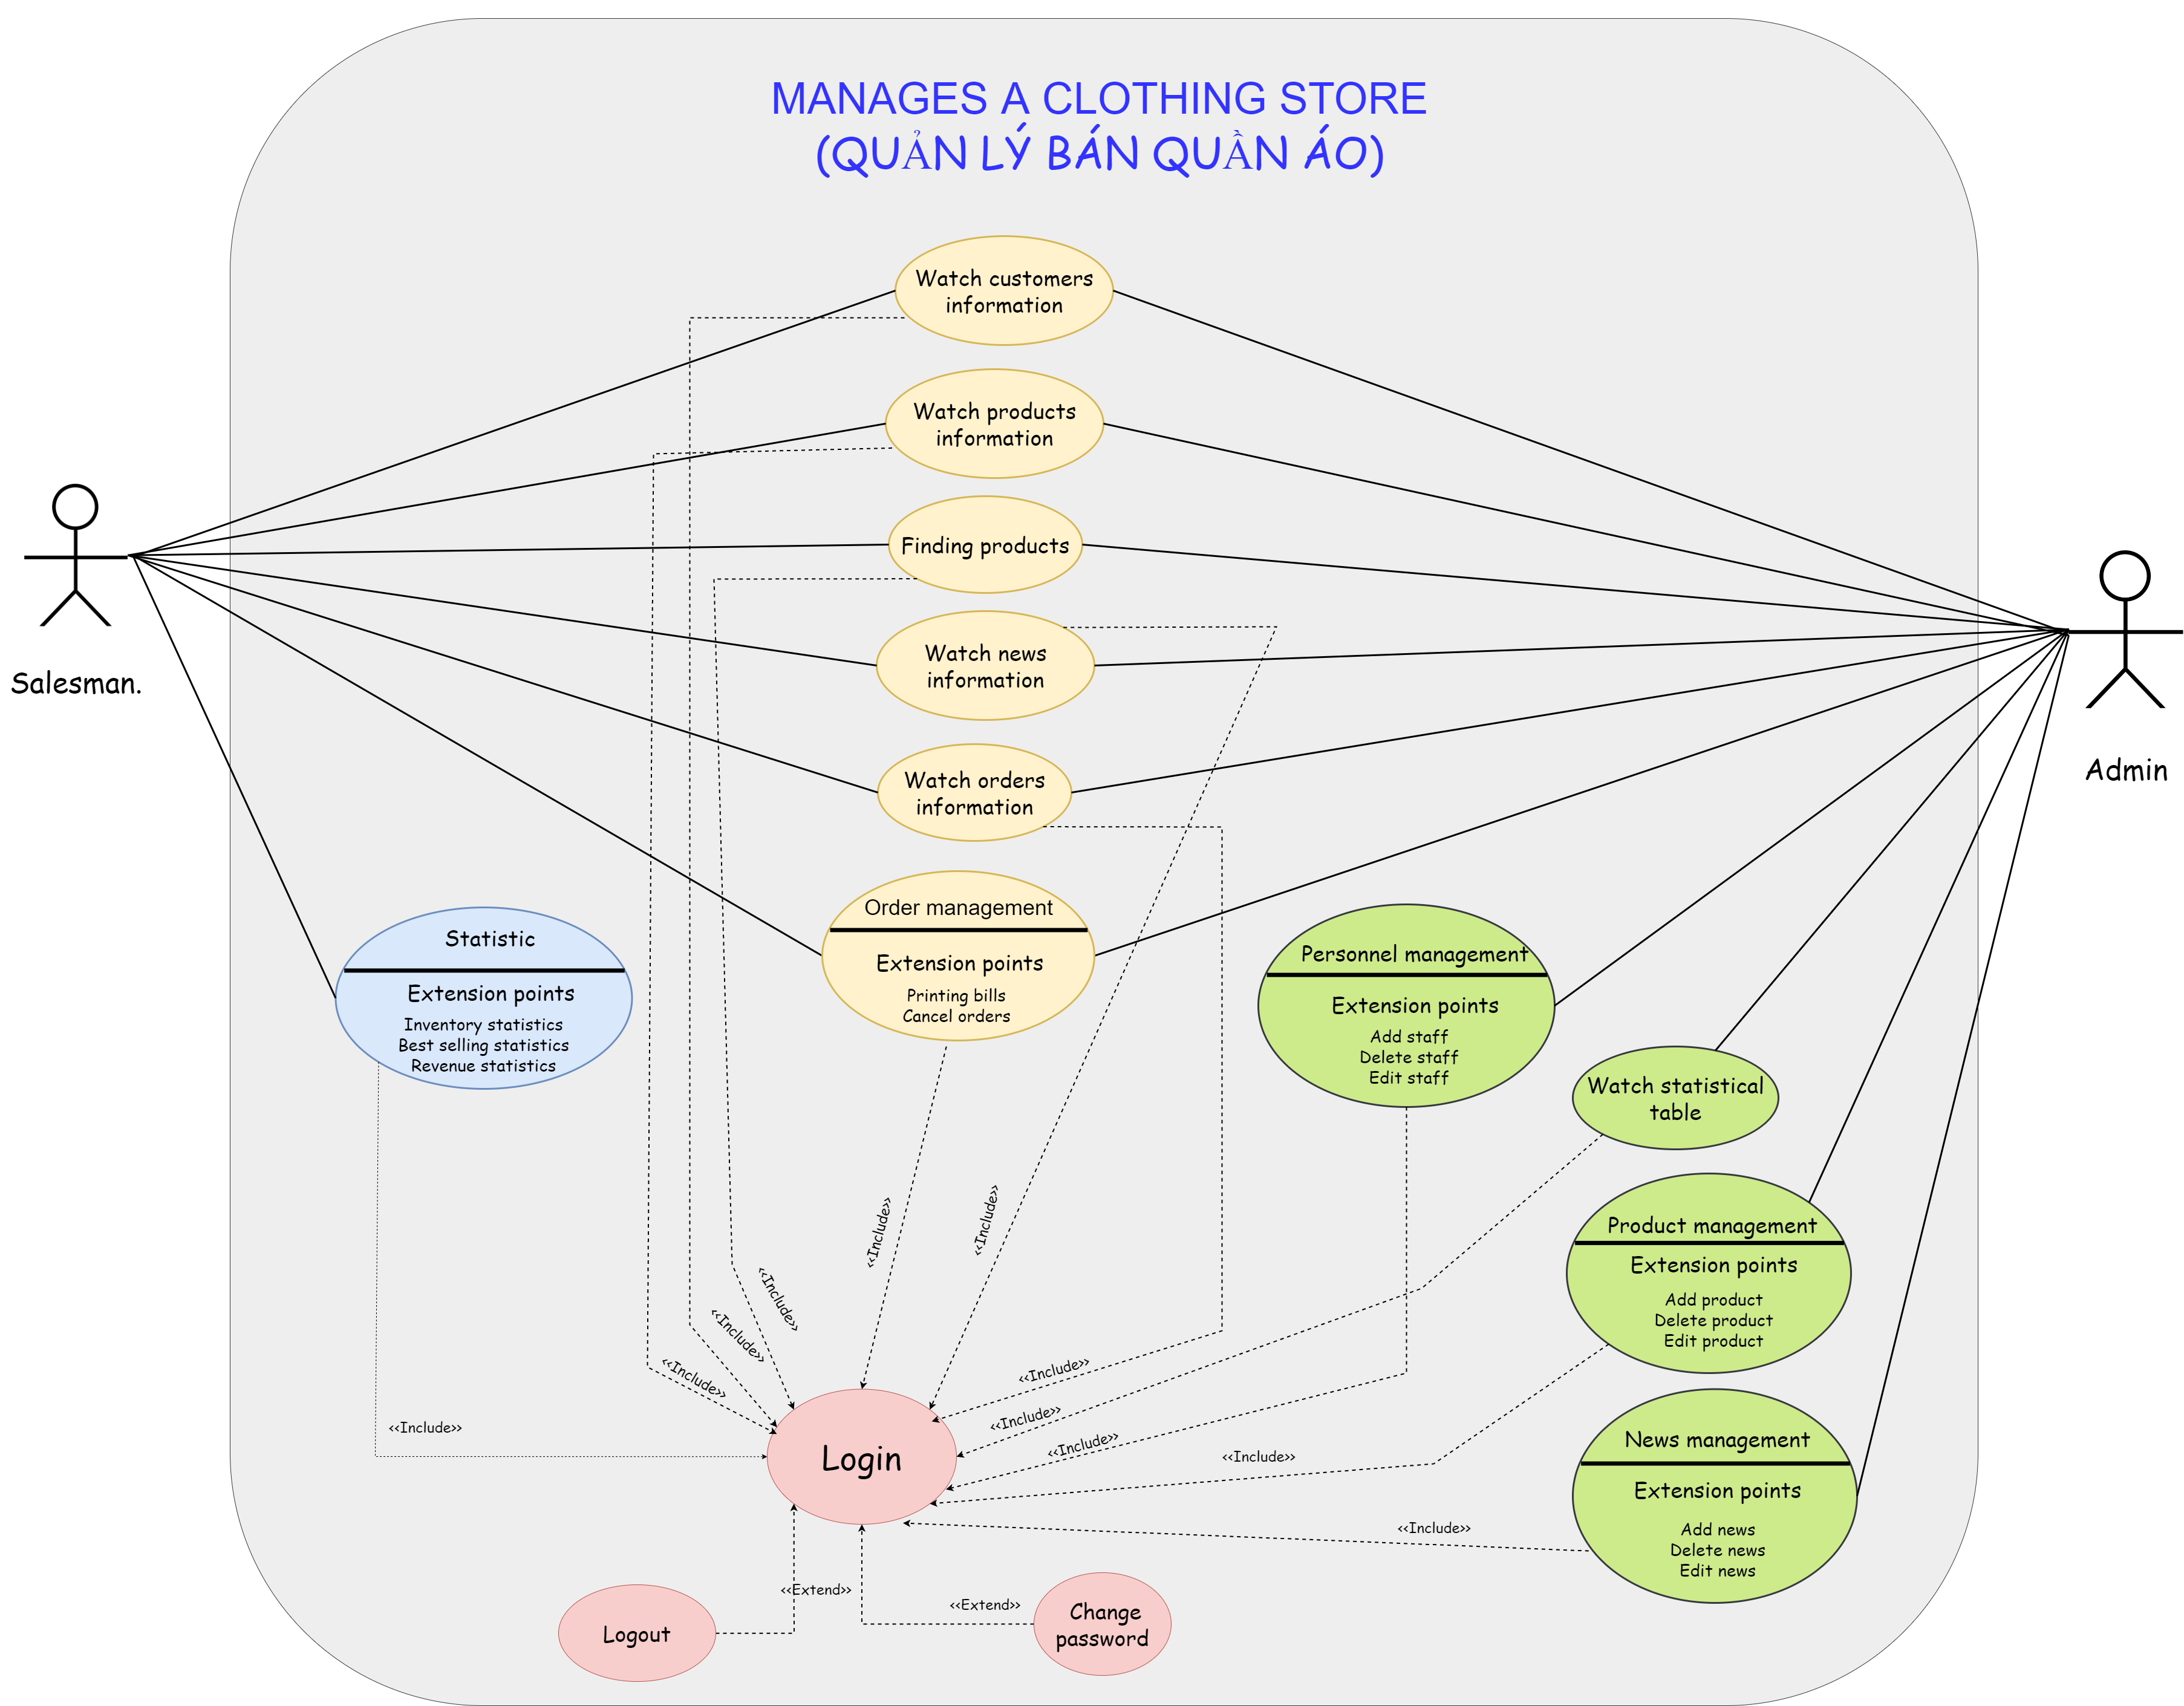 MANAGES A CLOTHING STORE
(QUẢN LÝ BÁN QUẦN ÁO)
Watch customers
information
Watch products
information
Finding products
Watch news
information
Watch orders
information
Salesman.
Admin
Order management
Extension points
Printing bills
Cancel orders
Statistic
Extension points
Inventory statistics
Best selling statistics
Revenue statistics
Personnel management
Extension points
Add staff
Delete staff
Edit staff
Watch statistical
table
Product management
Extension points
Add product
Delete product
Edit product
News management
Extension points
Add news
Delete news
Edit news
<<Include>>
<<Include>>
<<Include>>
<<Include>>
<<Include>>
<<Include>>
<<Include>>
<<Include>>
<<Include>>
<<Include>>
<<Include>>
Login
<<Extend>>
<<Extend>>
Logout
Change
password